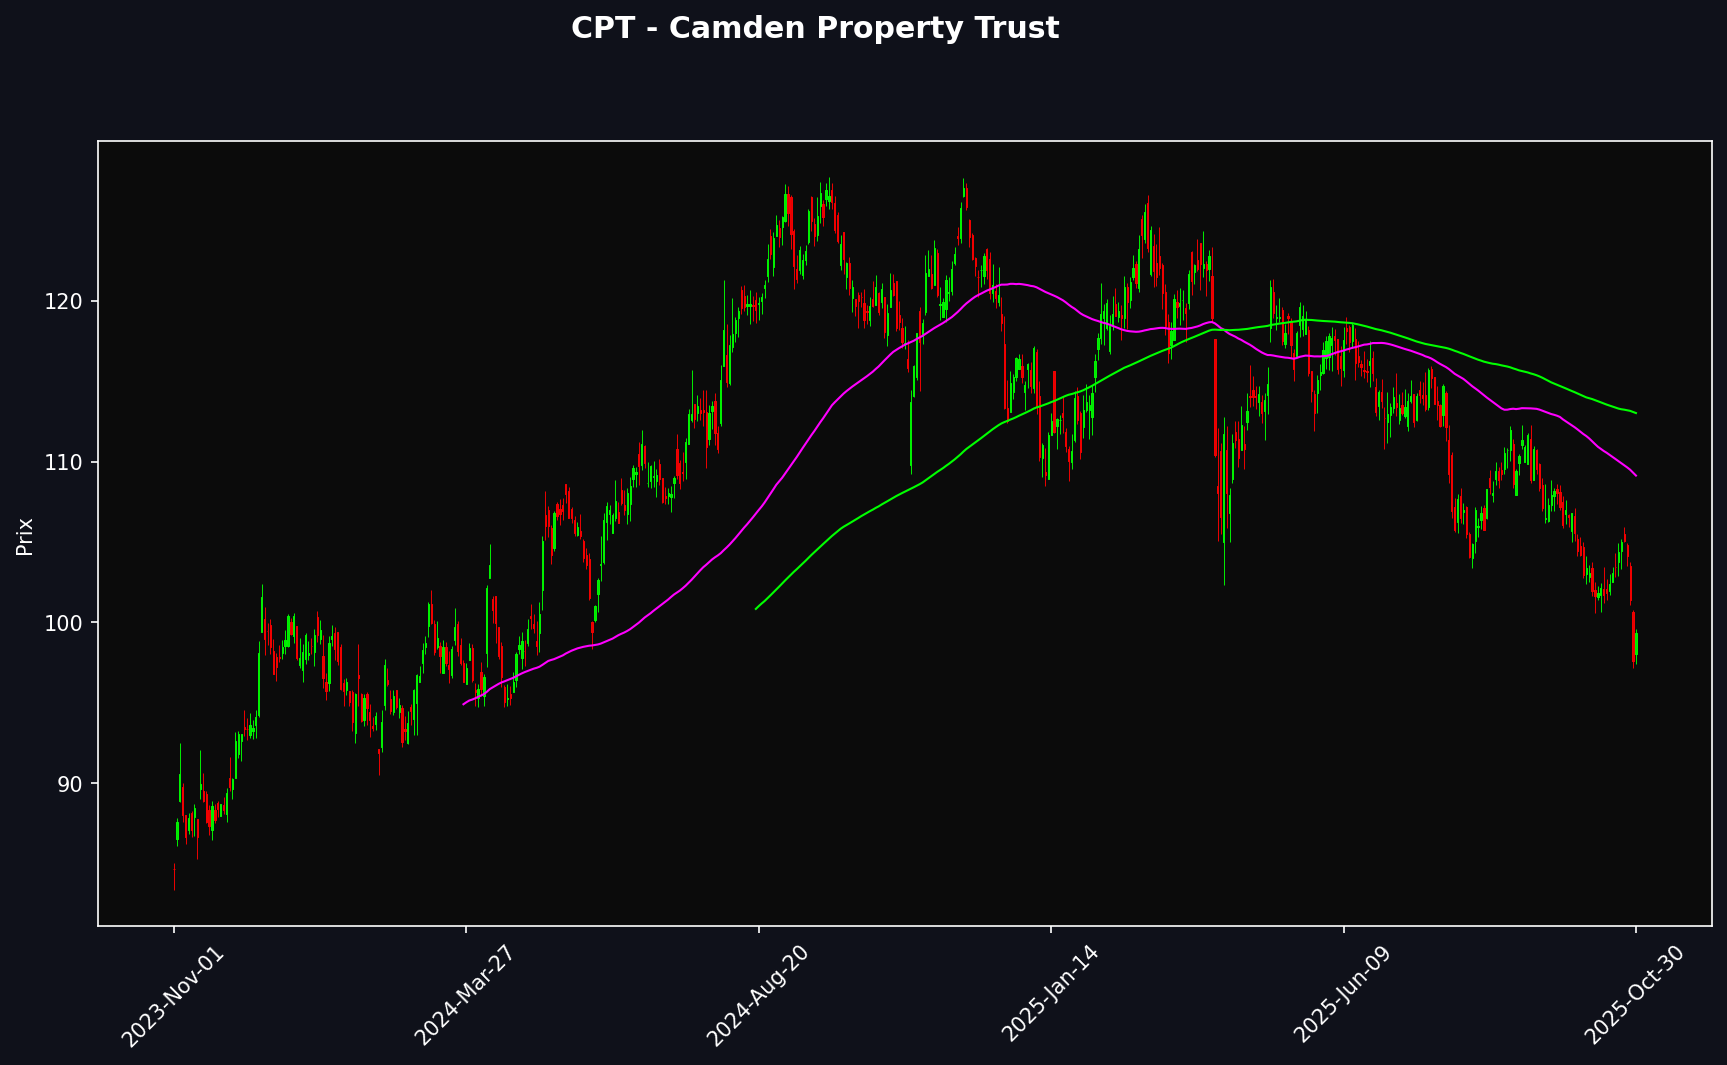 CPT - Camden Property Trust
Prix
120
110
100
90
2023-Nov-01
2024-Mar-27
2024-Aug-20
2025-Jan-14
2025-Jun-09
2025-Oct-30